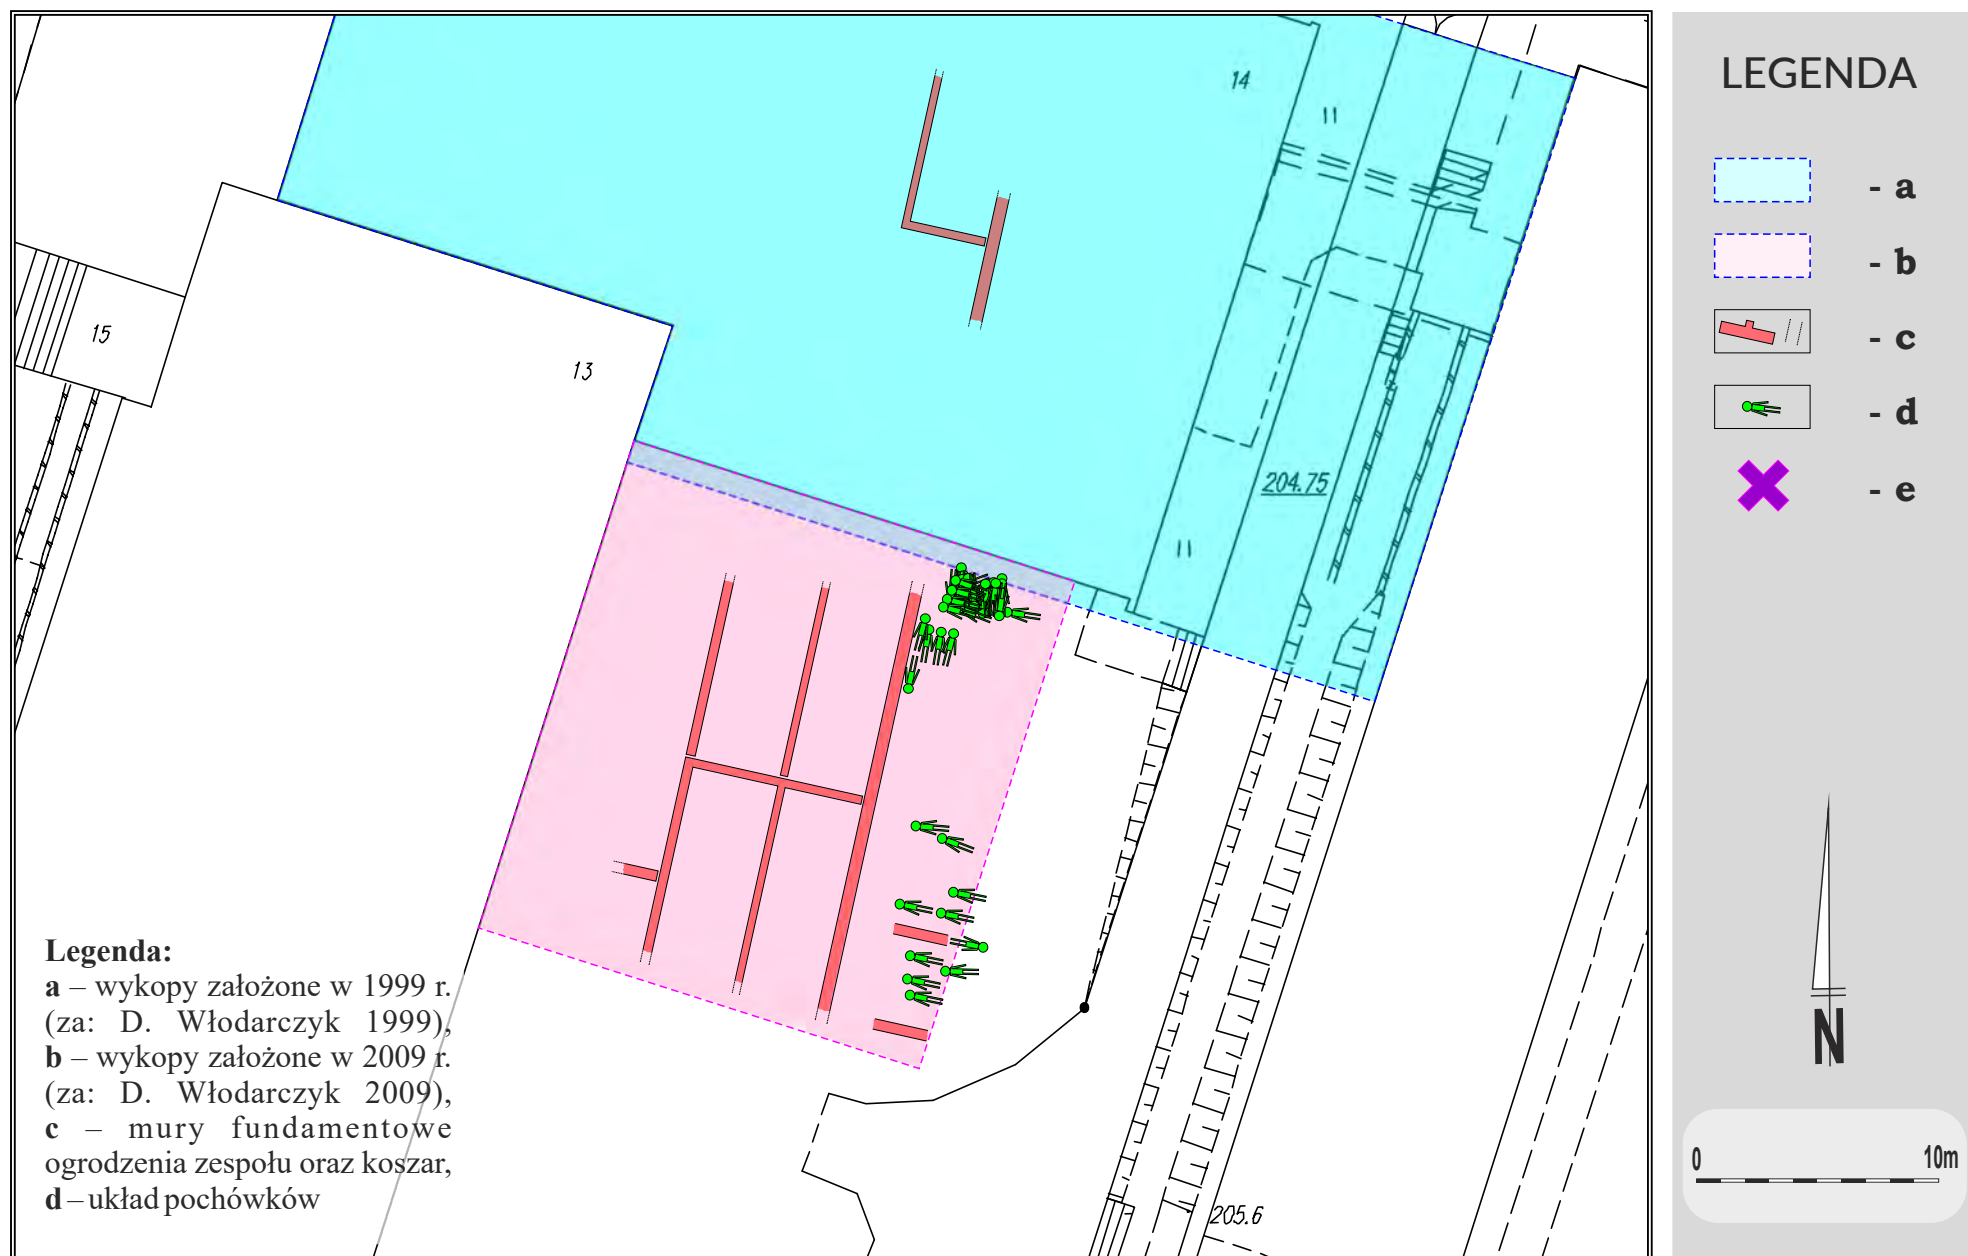 14
11
15
13
204.75
11
205.6
Legenda:
a – wykopy założone w 1999 r.
(za: D. Włodarczyk 1999),
b – wykopy założone w 2009 r.
(za: D. Włodarczyk 2009),
c – mury fundamentowe
ogrodzenia zespołu oraz koszar,
d – układ pochówków
LEGENDA
- a
- b
- c
- d
- e
N
0 10m